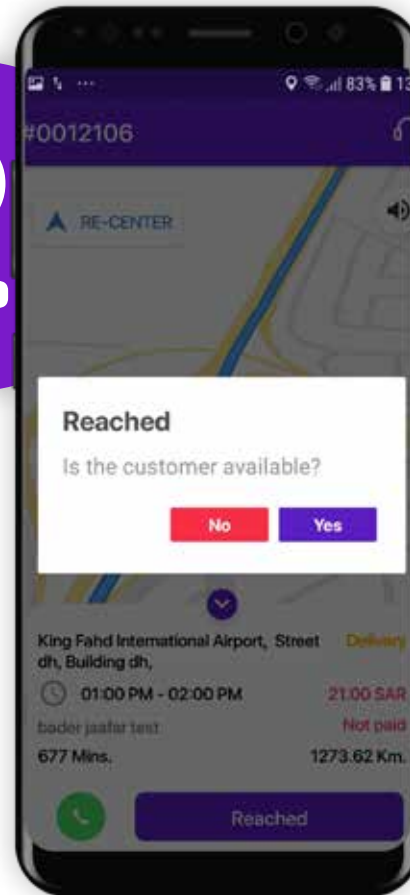 83% 13
#0012106
RE-CENTER
Reached
Is the customer available?
No Yes
King Fahd International Airport, Street Delivery
dh, Building dh,
01:00 PM - 02:00 PM 21:00 SAR
bader jaafar test Not paid
677 Mins. 1273.62 Km.
Reached